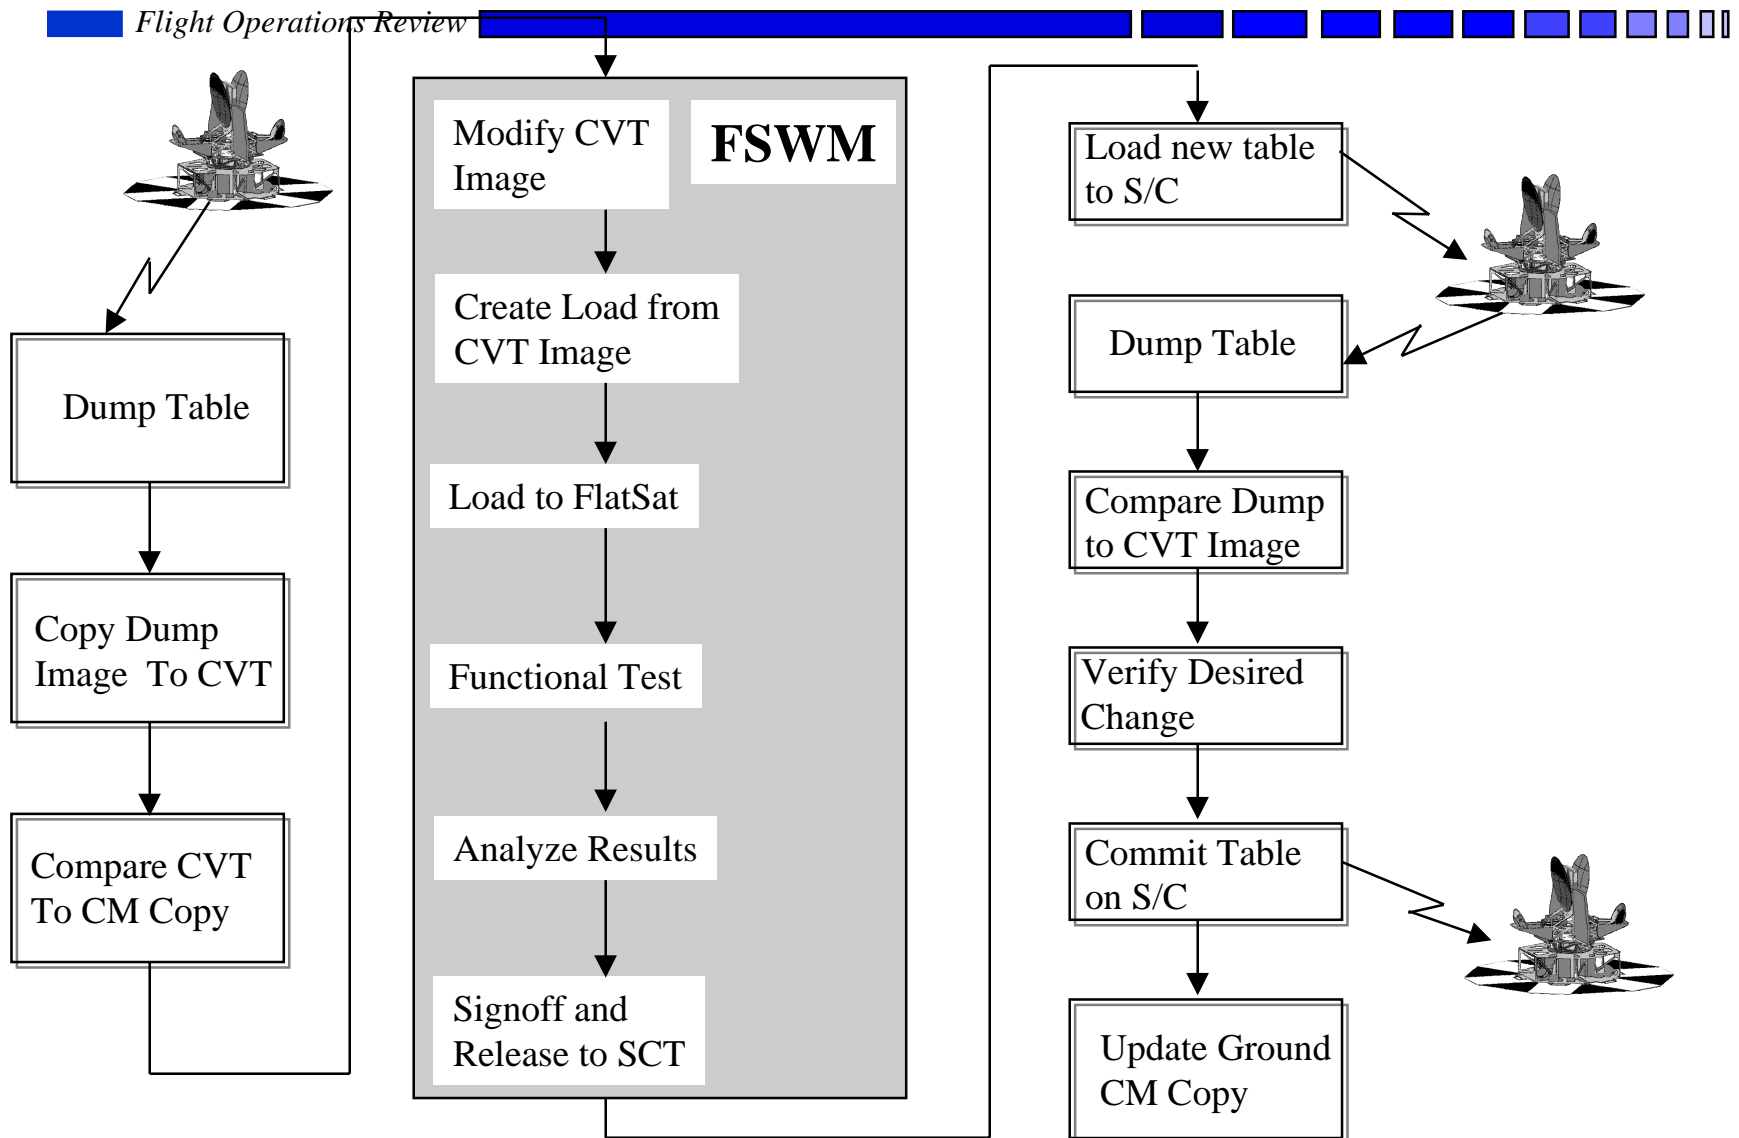 Flight Operations Review
Dump Table
Copy Dump
Image To CVT
Compare CVT
To CM Copy
FSWM
Modify CVT
Image
Create Load from
CVT Image
Load to FlatSat
Functional Test
Analyze Results
Signoff and
Release to SCT
Load new table
to S/C
Dump Table
Compare Dump
to CVT Image
Verify Desired
Change
Commit Table
on S/C
Update Ground
CM Copy